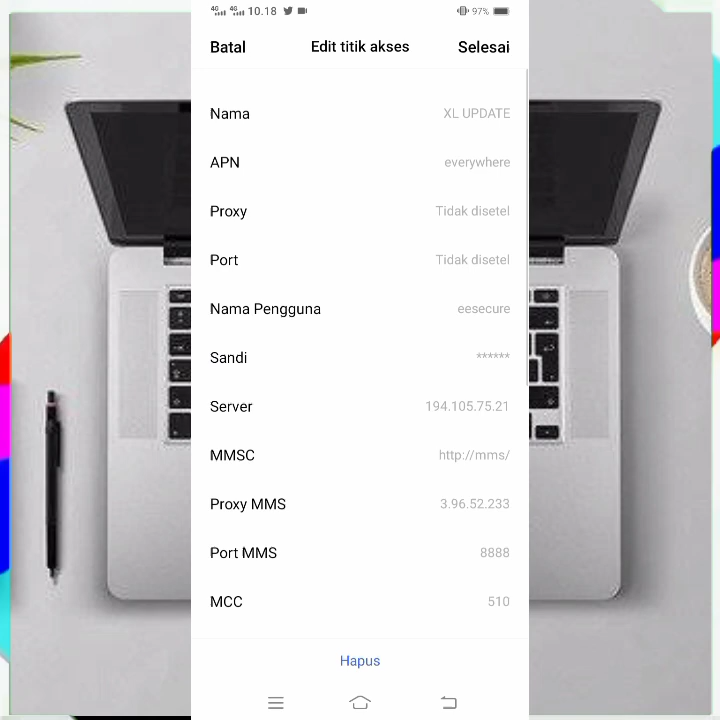 4G 4G 10.18 97%
Batal Edit titik akses Selesai
Nama XL UPDATE
APN everywhere
Proxy Tidak disetel
Port Tidak disetel
Nama Pengguna eesecure
Sandi ******
Server 194.105.75.21
MMSC http://mms/
Proxy MMS 3.96.52.233
Port MMS 8888
MCC 510
Hapus